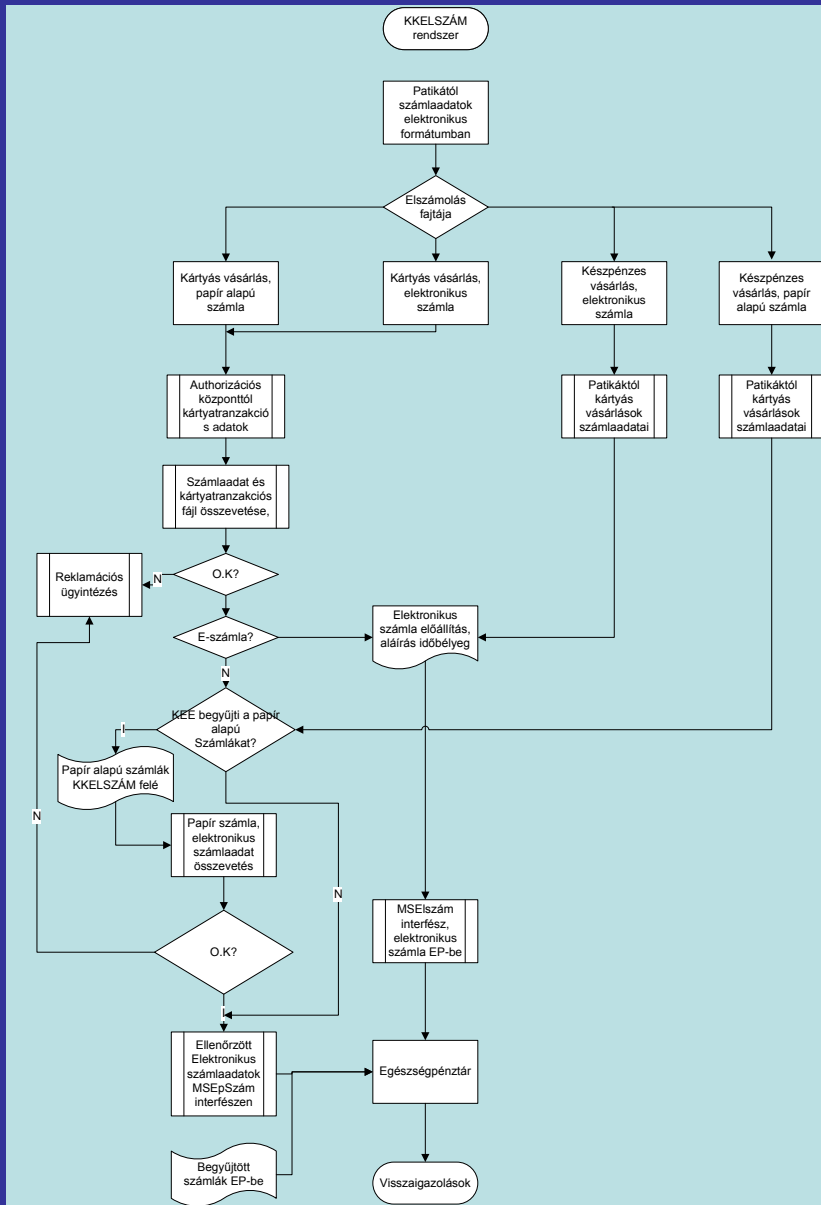 KKELSZÁM
rendszer
Patikától
számlaadatok
elektronikus
formátumban
Elszámolás
fajtája
Kártyás vásárlás,
papír alapú
számla
Kártyás vásárlás,
elektronikus
számla
Készpénzes
vásárlás,
elektronikus
számla
Készpénzes
vásárlás, papír
alapú számla
Authorizációs
központtól
kártyatranzakció
s adatok
Patikáktól
kártyás
vásárlások
számlaadatai
Patikáktól
kártyás
vásárlások
számlaadatai
Számlaadat és
kártyatranzakciós
fájl összevetése,
O.K?
N
Reklamációs
ügyintézés
E-számla?
Elektronikus
számla előállítás,
aláírás időbélyeg
N
KEE begyűjti a papír
alapú
Számlákat?
I
Papír alapú számlák
KKELSZÁM felé
N
Papír számla,
elektronikus
számlaadat
összevetés
N
O.K?
MSElszám
interfész,
elektronikus
számla EP-be
I
Ellenőrzött
Elektronikus
számlaadatok
MSEpSzám
interfészen
Egészségpénztár
Begyűjtött
számlák EP-be
Visszaigazolások